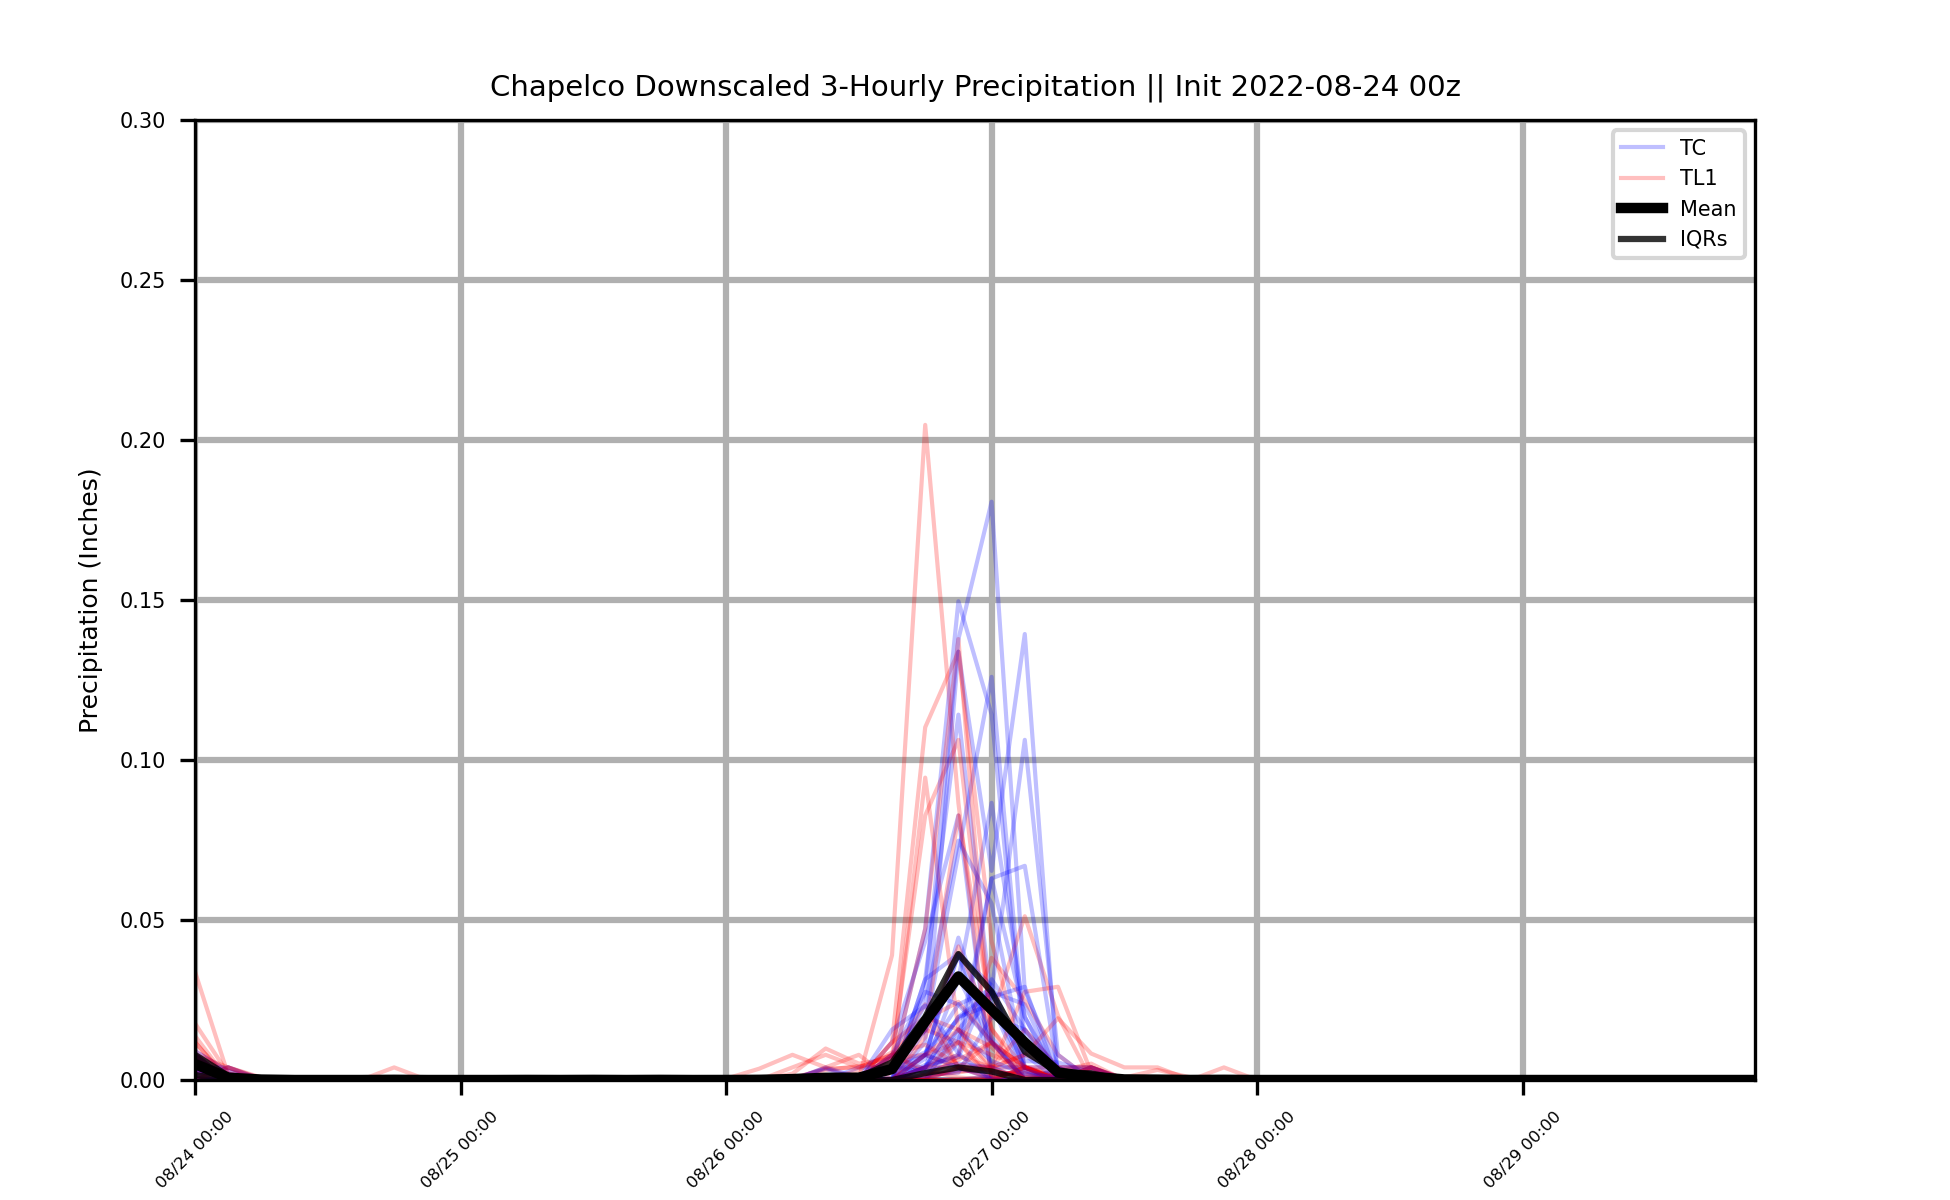 Chapelco Downscaled 3-Hourly Precipitation || Init 2022-08-24 00z
Precipitation (Inches)
0.30
0.25
0.20
0.15
0.10
0.05
0.00
TC
TL1
Mean
IQRs
08/24 00:00
08/25 00:00
08/26 00:00
08/27 00:00
08/28 00:00
08/29 00:00